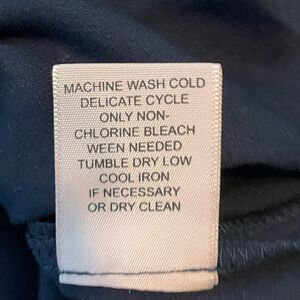 MACHINE WASH COLD
DELICATE CYCLE
ONLY NON-
CHLORINE BLEACH
WEEN NEEDED
TUMBLE DRY LOW
COOL IRON
IF NECESSARY
OR DRY CLEAN